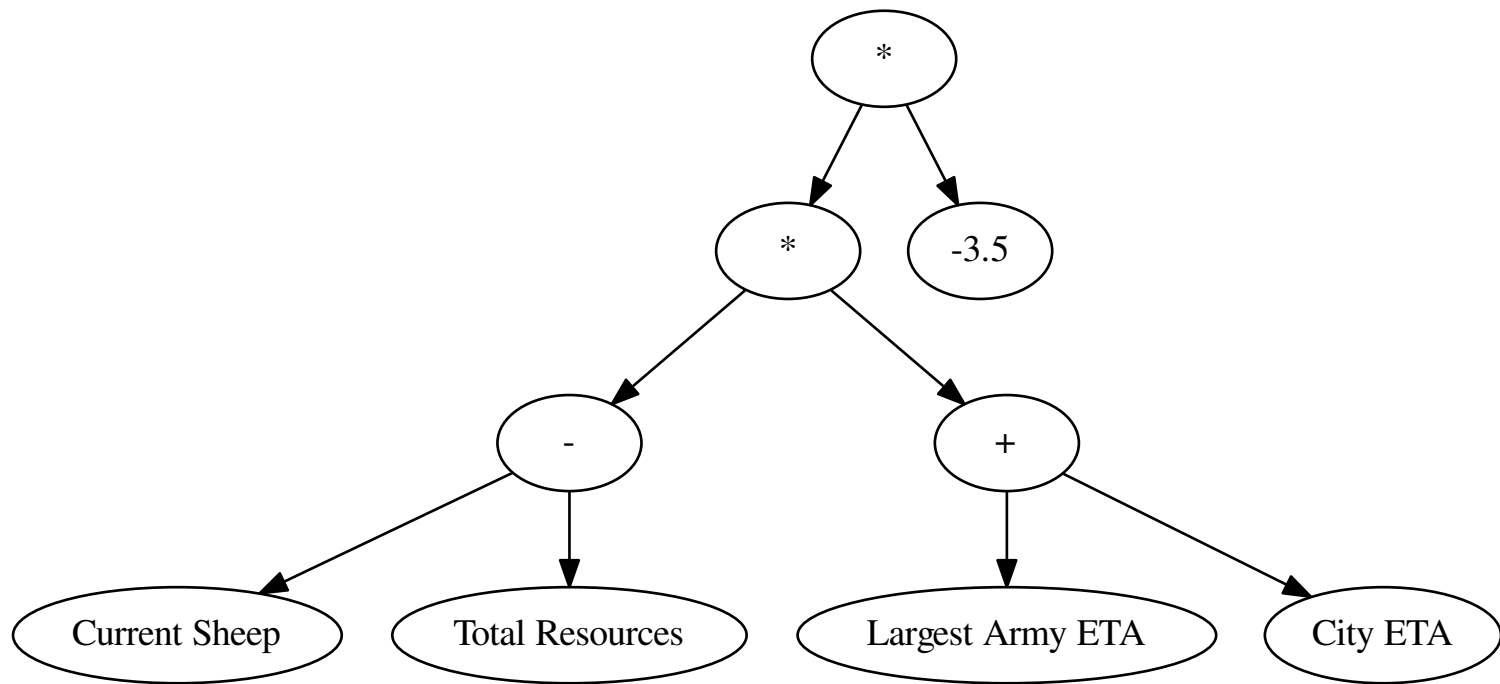 *
*
-3.5
-
+
Current Sheep
Total Resources
Largest Army ETA
City ETA